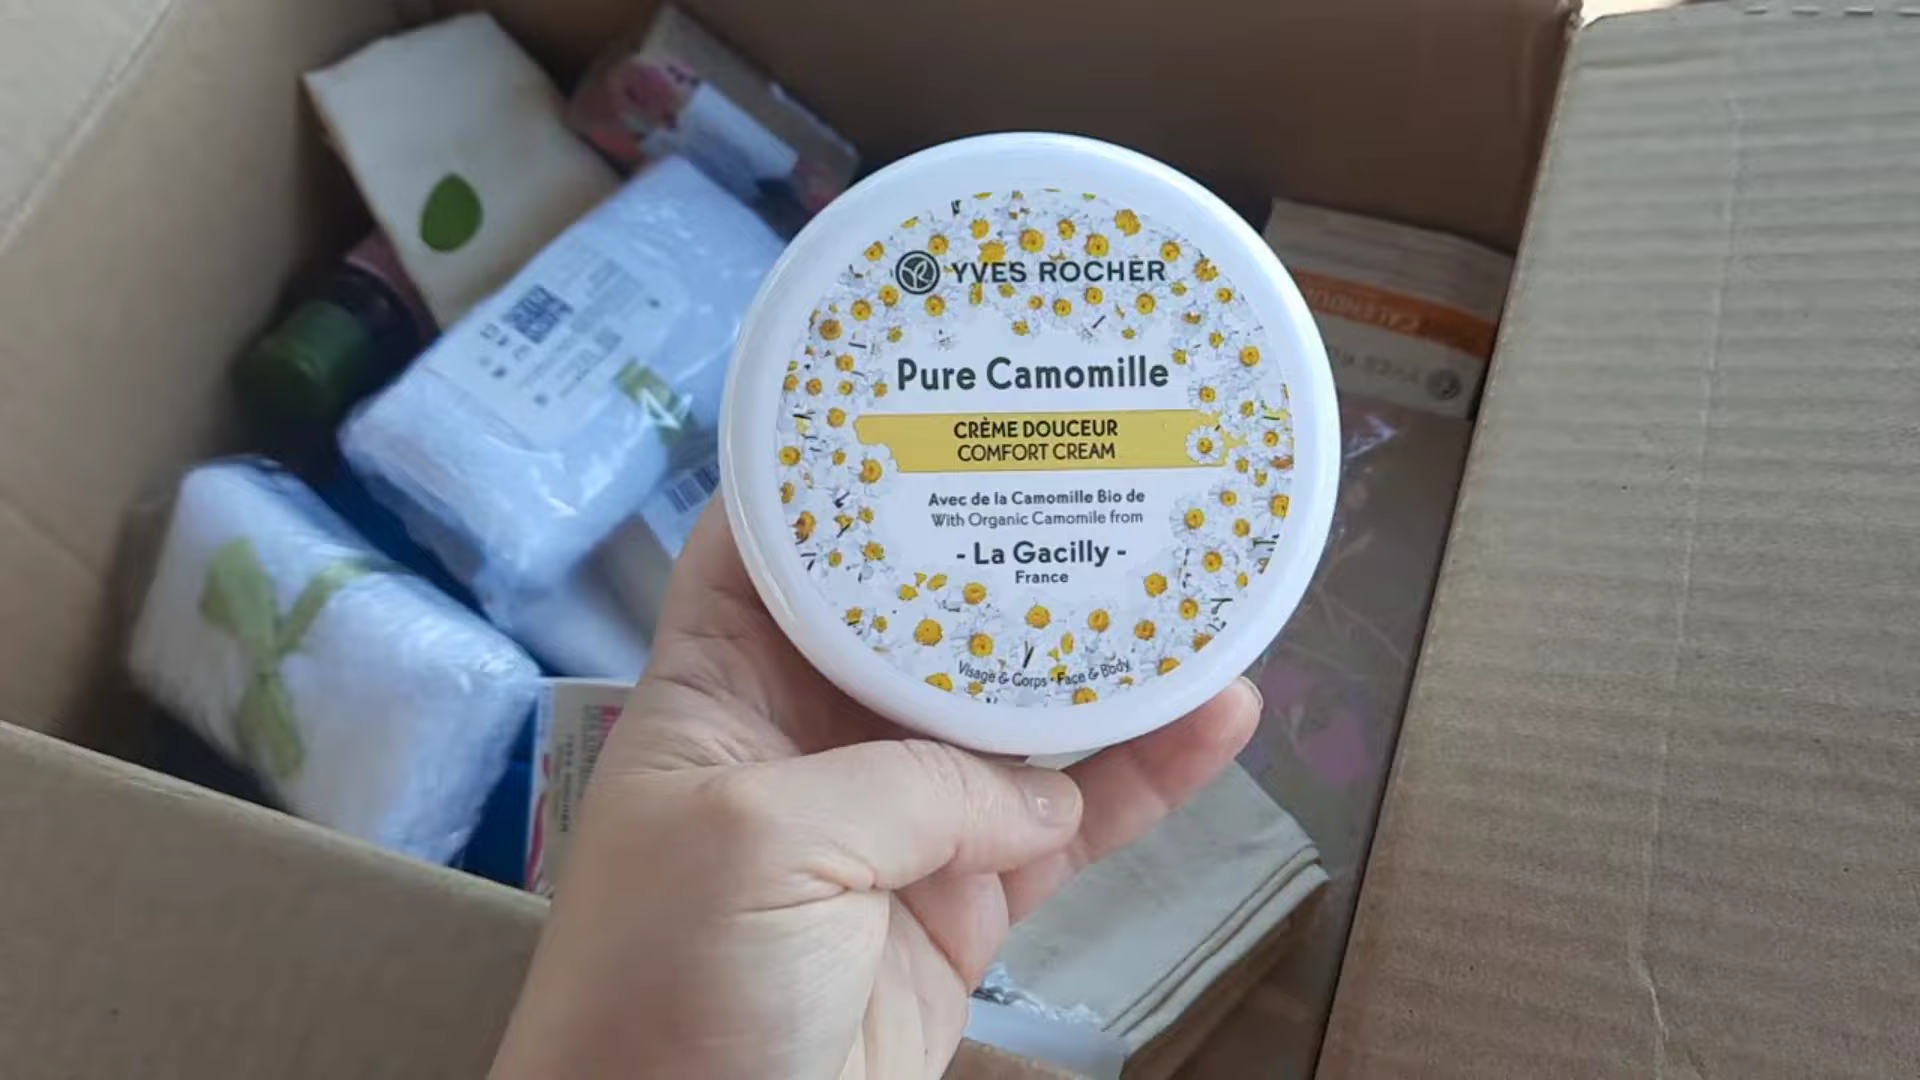 YVES ROCHER
Pure Camomille
CRÈME DOUCEUR
COMFORT CREAM
Avec de la Camomille Bio de
With Organic Camomile from
- La Gacilly -
France
Visage & Corps • Face & Body